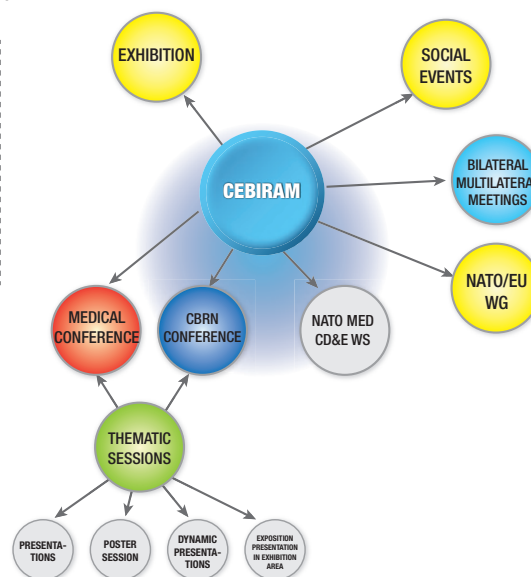 EXHIBITION
SOCIAL
EVENTS
CEBIRAM
BILATERAL
MULTILATERA
MEETINGS
NATO/EU
WG
MEDICAL
CONFERENCE
CBRN
CONFERENCE
NATO MED
CD&E WS
THEMATIC
SESSIONS
PRESENTA-
TIONS
POSTER
SESSION
DYNAMIC
PRESENTA-
TIONS
EXPOSITION
PRESENTATION
IN EXHIBITION
AREA